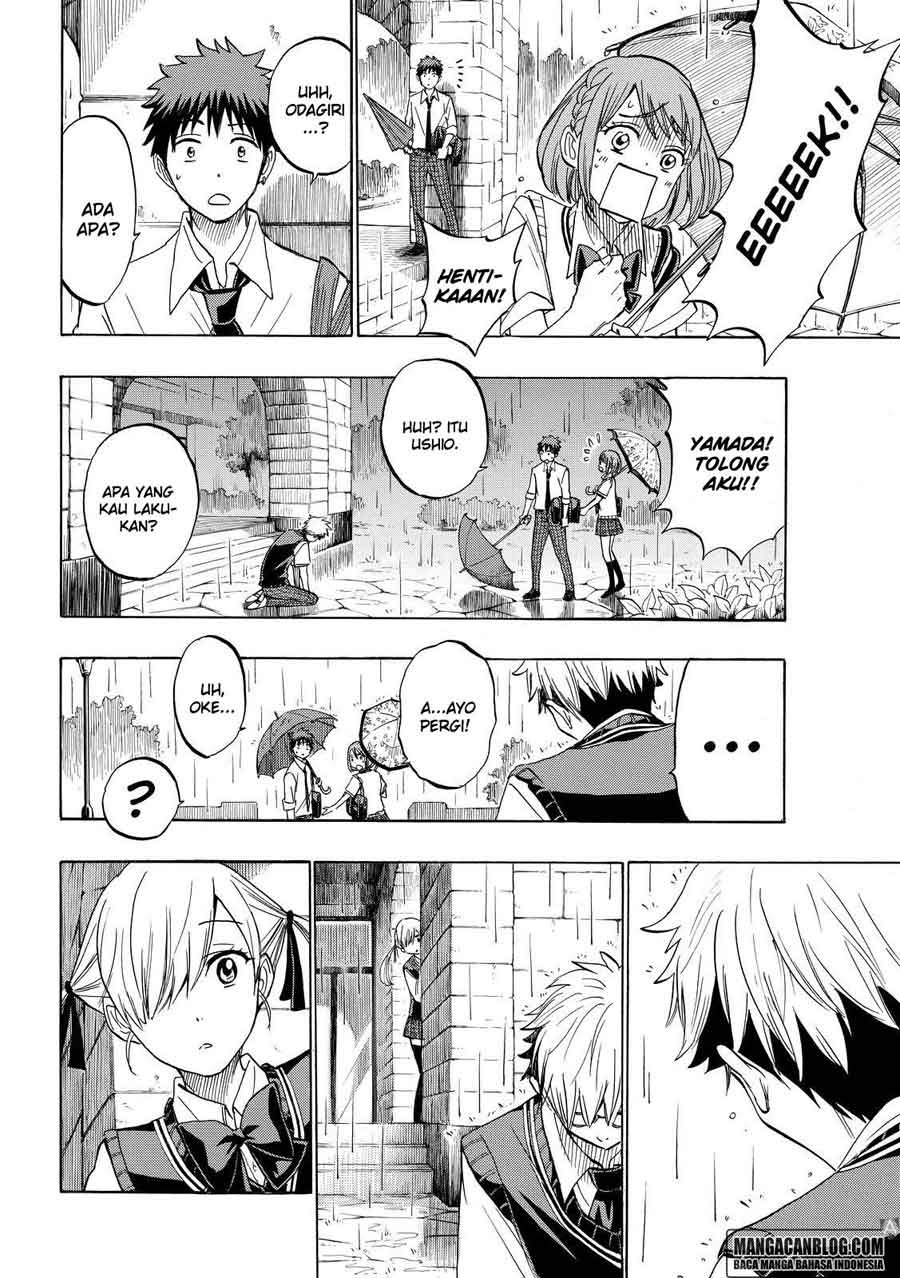 EEEEEK!!
HENTI-
KAAAN!
UHH,
ODAGIRI
...?
ADA
APA?
YAMADA!
TOLONG
AKU!!
HUH? ITU
USHIO.
APA YANG
KAU LAKU-
KAN?
...
A...AYO
PERGI!
UH,
OKE...
?
MANGACANBLOG.COM
BACA MANGA BAHASA INDONESIA